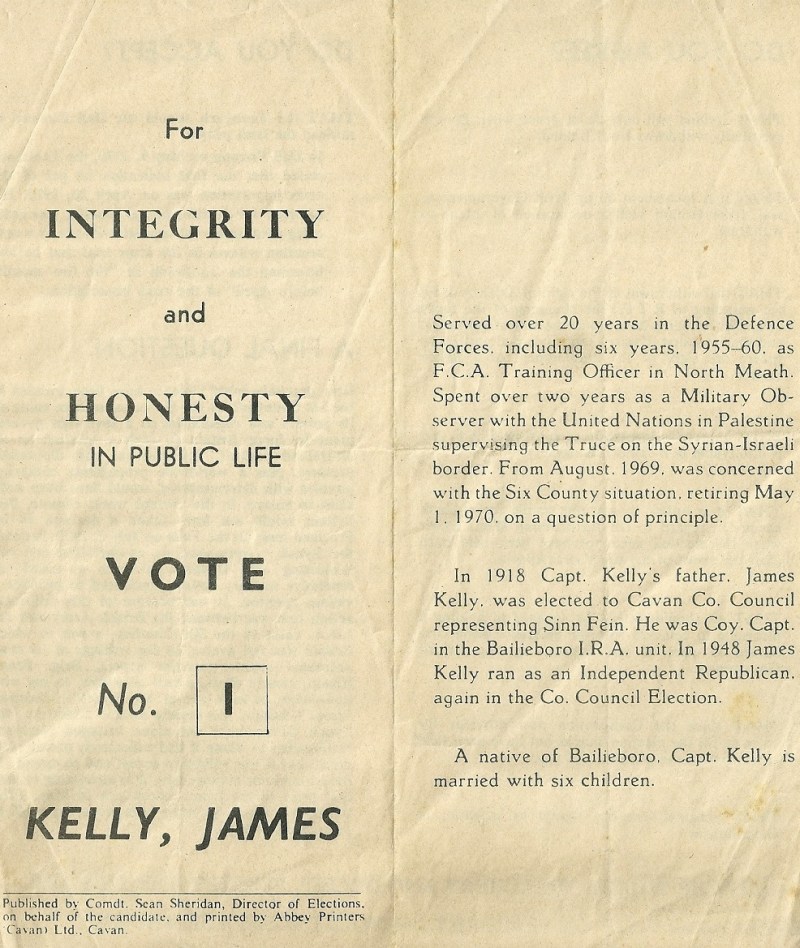 For
INTEGRITY
and
HONESTY
IN PUBLIC LIFE
VOTE
No. 1
KELLY, JAMES
Published by Comdt. Sean Sheridan, Director of Elections,
on behalf of the candidate, and printed by Abbey Printers
(Cavan) Ltd., Cavan.
Served over 20 years in the Defence
Forces, including six years, 1955–60, as
F.C.A. Training Officer in North Meath.
Spent over two years as a Military Ob-
server with the United Nations in Palestine
supervising the Truce on the Syrian-Israeli
border. From August, 1969, was concerned
with the Six County situation, retiring May
1, 1970, on a question of principle.
In 1918 Capt. Kelly's father, James
Kelly, was elected to Cavan Co. Council
representing Sinn Fein. He was Coy. Capt.
in the Bailieboro I.R.A. unit. In 1948 James
Kelly ran as an Independent Republican,
again in the Co. Council Election.
A native of Bailieboro, Capt. Kelly is
married with six children.